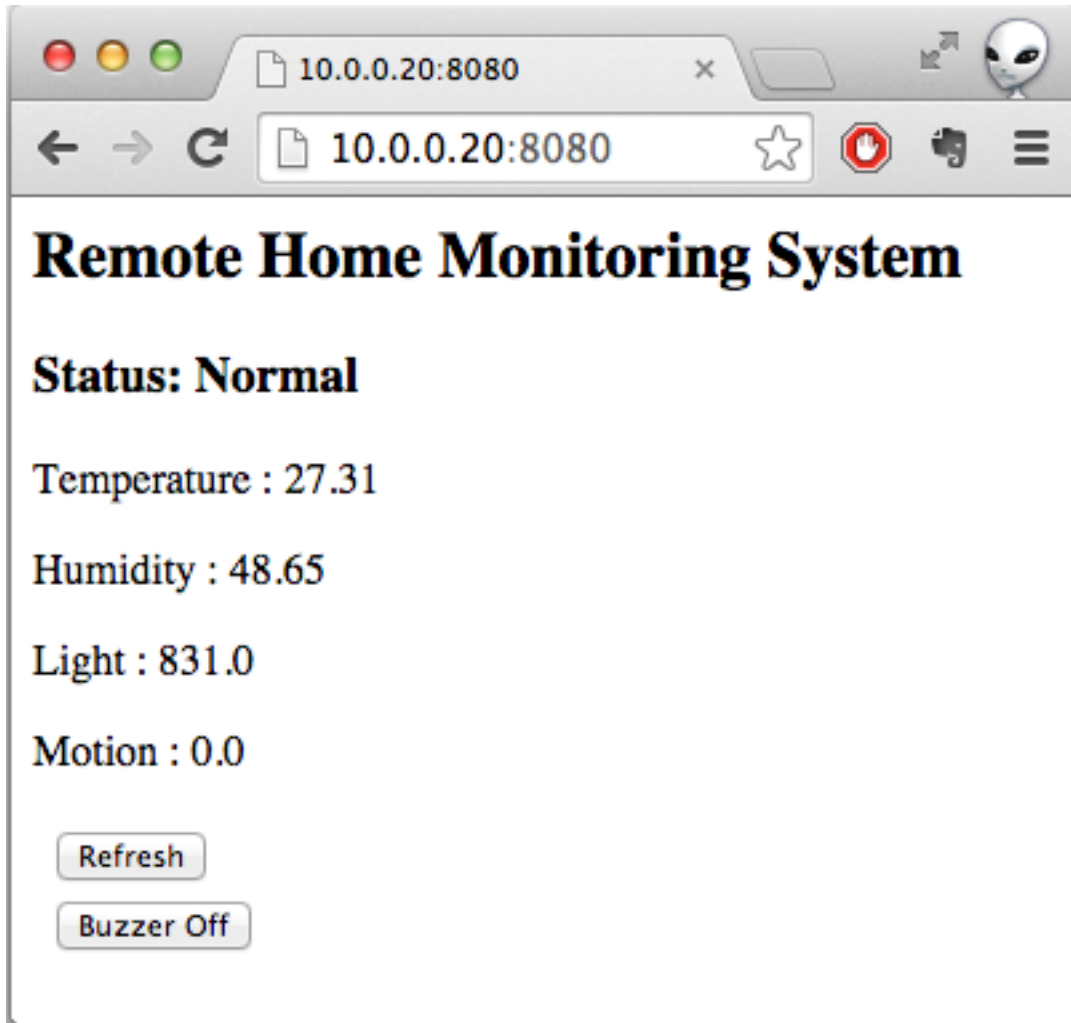 10.0.0.20:8080
10.0.0.20:8080
Remote Home Monitoring System
Status: Normal
Temperature : 27.31
Humidity : 48.65
Light : 831.0
Motion : 0.0
Refresh
Buzzer Off